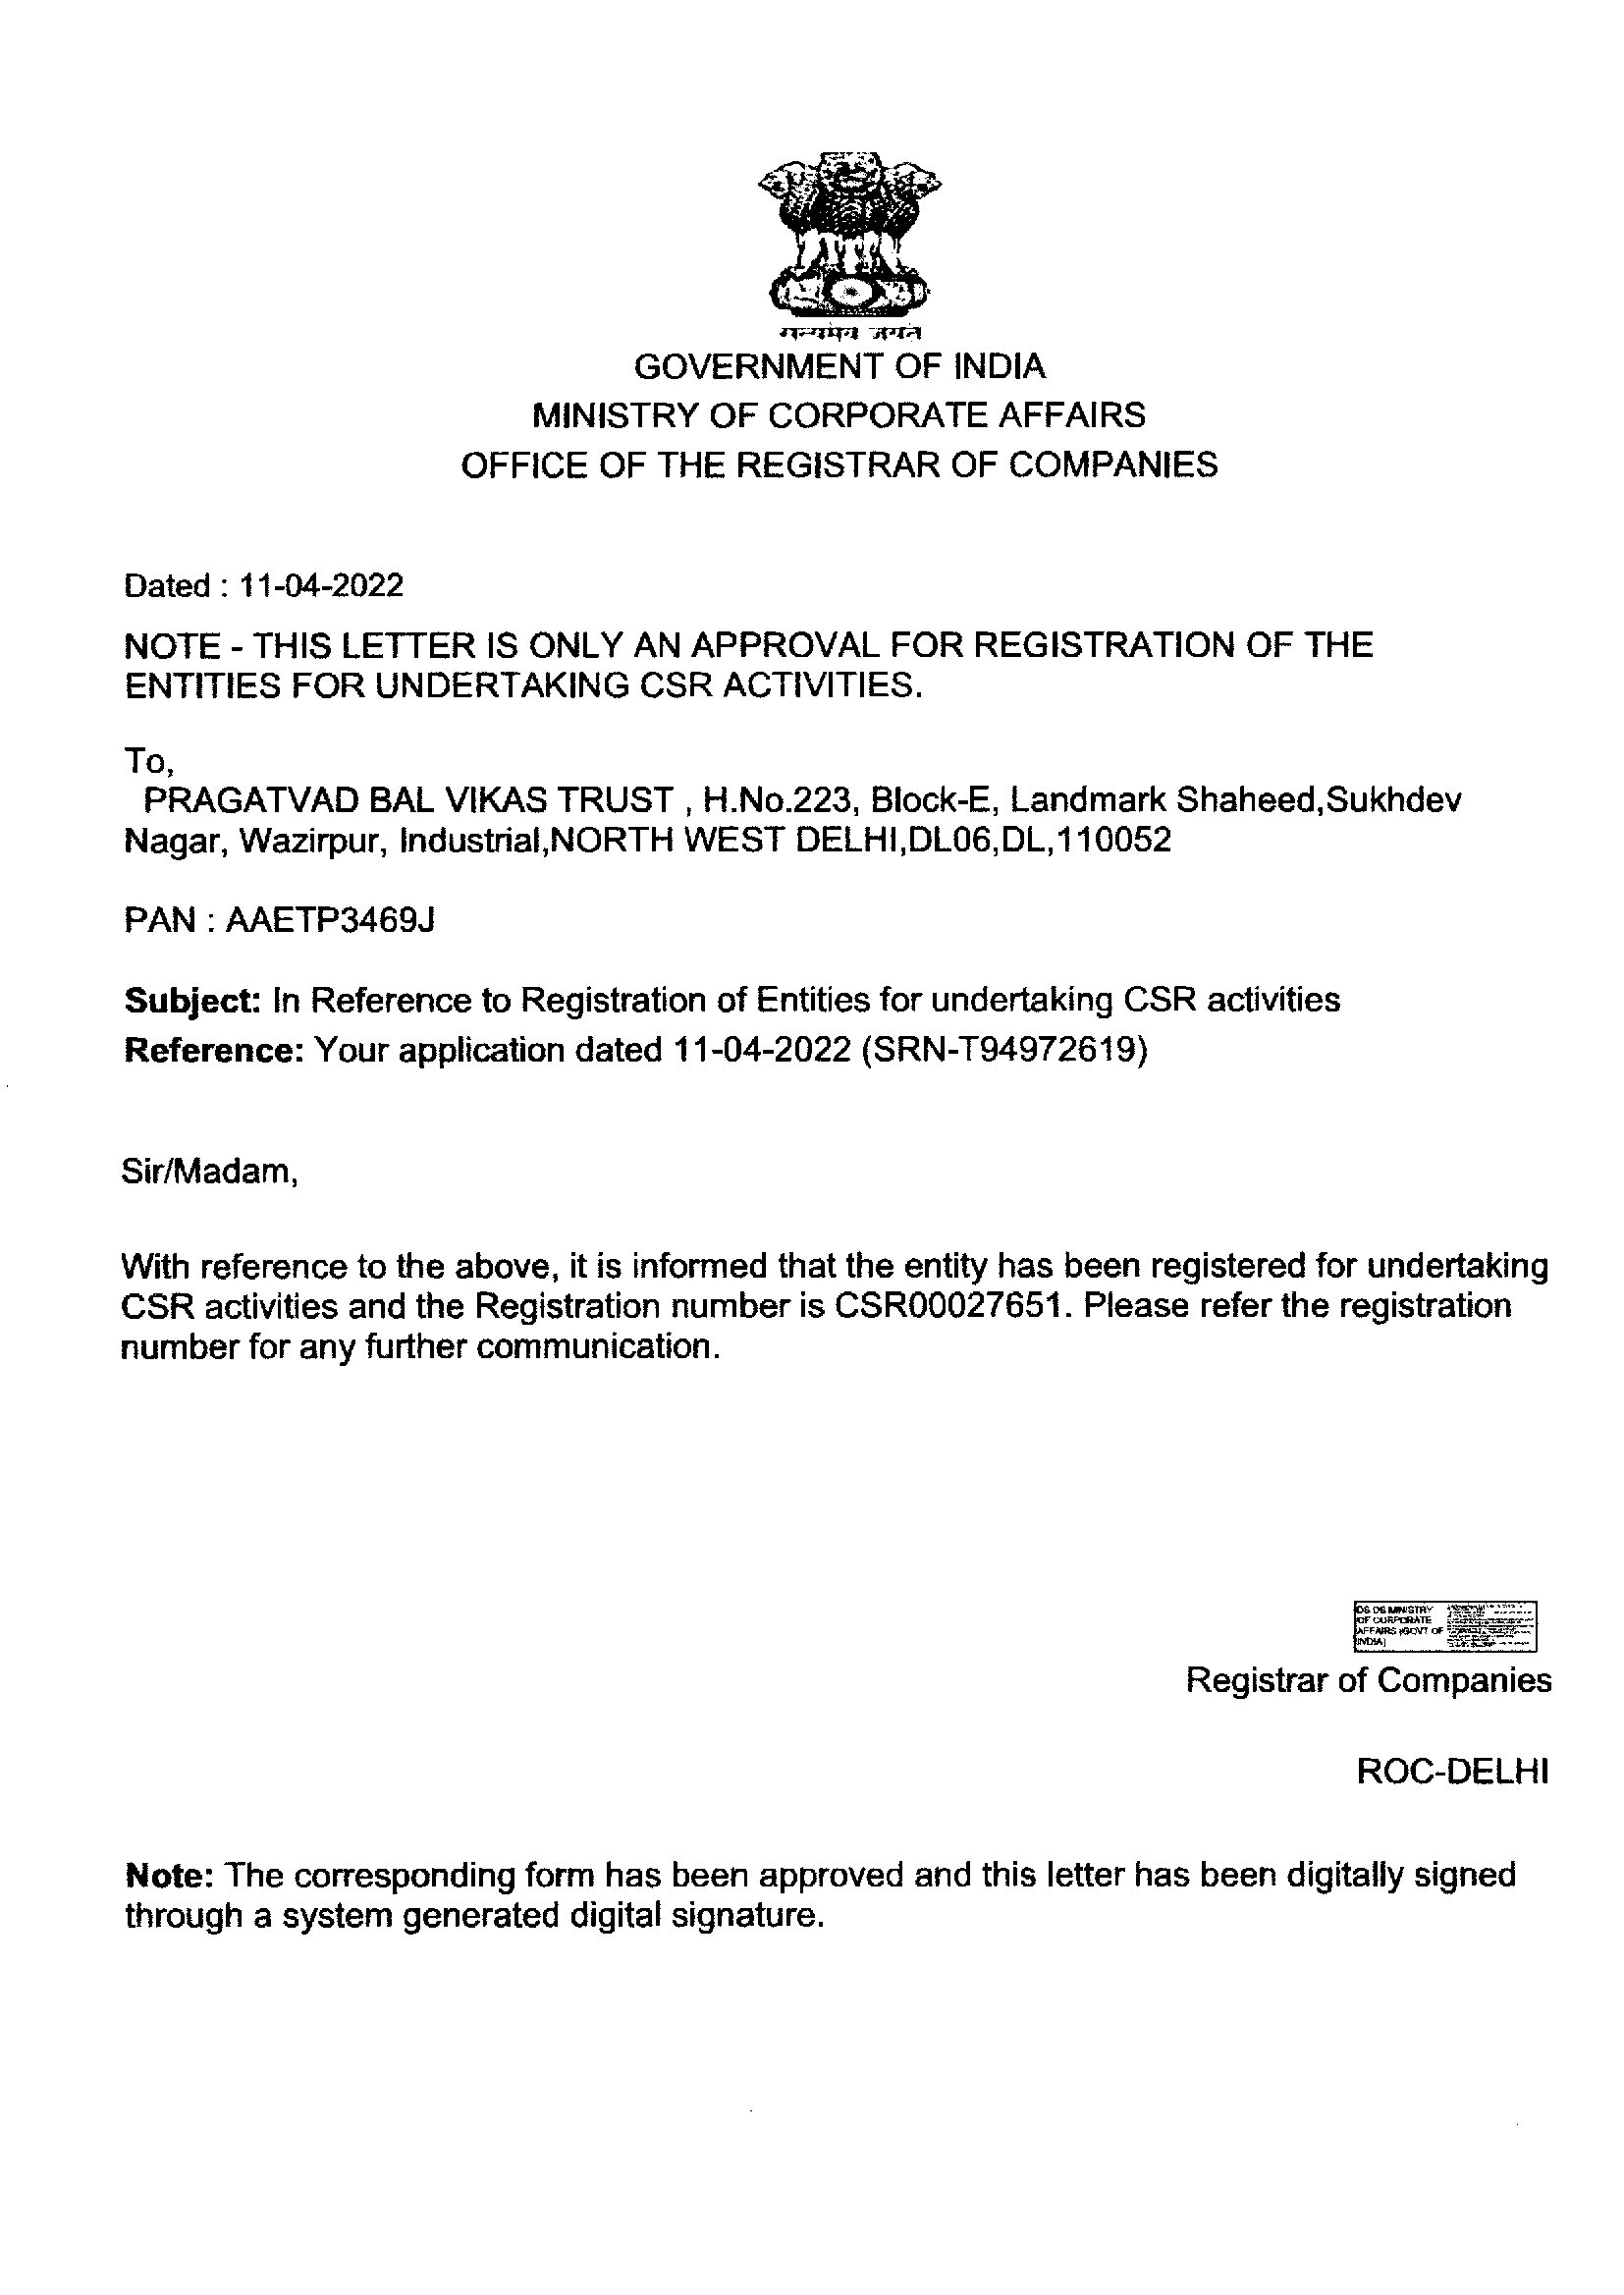 GOVERNMENT OF INDIA
MINISTRY OF CORPORATE AFFAIRS
OFFICE OF THE REGISTRAR OF COMPANIES
Dated : 11-04-2022
NOTE - THIS LETTER IS ONLY AN APPROVAL FOR REGISTRATION OF THE
ENTITIES FOR UNDERTAKING CSR ACTIVITIES.
To,
PRAGATVAD BAL VIKAS TRUST , H.No.223, Block-E, Landmark Shaheed,Sukhdev
Nagar, Wazirpur, Industrial,NORTH WEST DELHI,DL06,DL,110052
PAN : AAETP3469J
Subject: In Reference to Registration of Entities for undertaking CSR activities
Reference: Your application dated 11-04-2022 (SRN-T94972619)
Sir/Madam,
With reference to the above, it is informed that the entity has been registered for undertaking
CSR activities and the Registration number is CSR00027651. Please refer the registration
number for any further communication.
DS DS MINISTRY
OF CORPORATE
AFFAIRS (GOVT OF
INDIA)
Registrar of Companies
ROC-DELHI
Note: The corresponding form has been approved and this letter has been digitally signed
through a system generated digital signature.